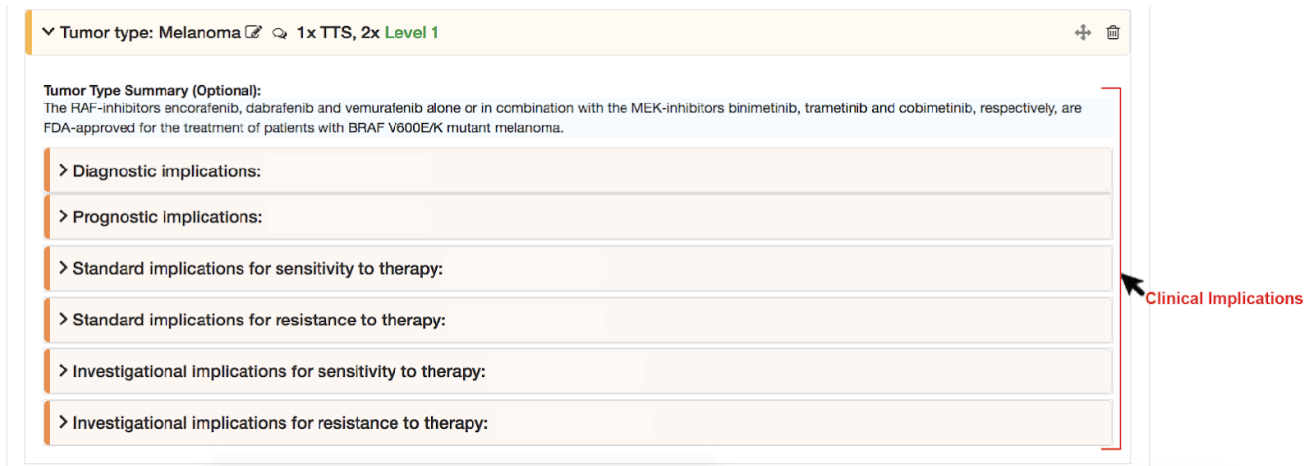 Tumor type: Melanoma 1x TTS, 2x Level 1
Tumor Type Summary (Optional):
The RAF-inhibitors encorafenib, dabrafenib and vemurafenib alone or in combination with the MEK-inhibitors binimetinib, trametinib and cobimetinib, respectively, are
FDA-approved for the treatment of patients with BRAF V600E/K mutant melanoma.
Diagnostic implications:
Prognostic implications:
Standard implications for sensitivity to therapy:
Clinical Implications
Standard implications for resistance to therapy:
Investigational implications for sensitivity to therapy:
Investigational implications for resistance to therapy: